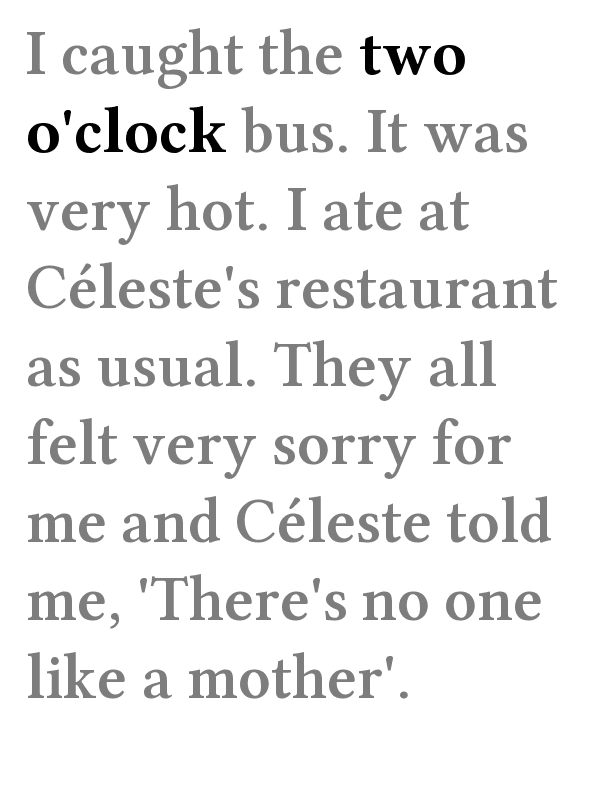 I caught the two
o'clock bus. It was
very hot. I ate at
Céleste's restaurant
as usual. They all
felt very sorry for
me and Céleste told
me, 'There's no one
like a mother'.